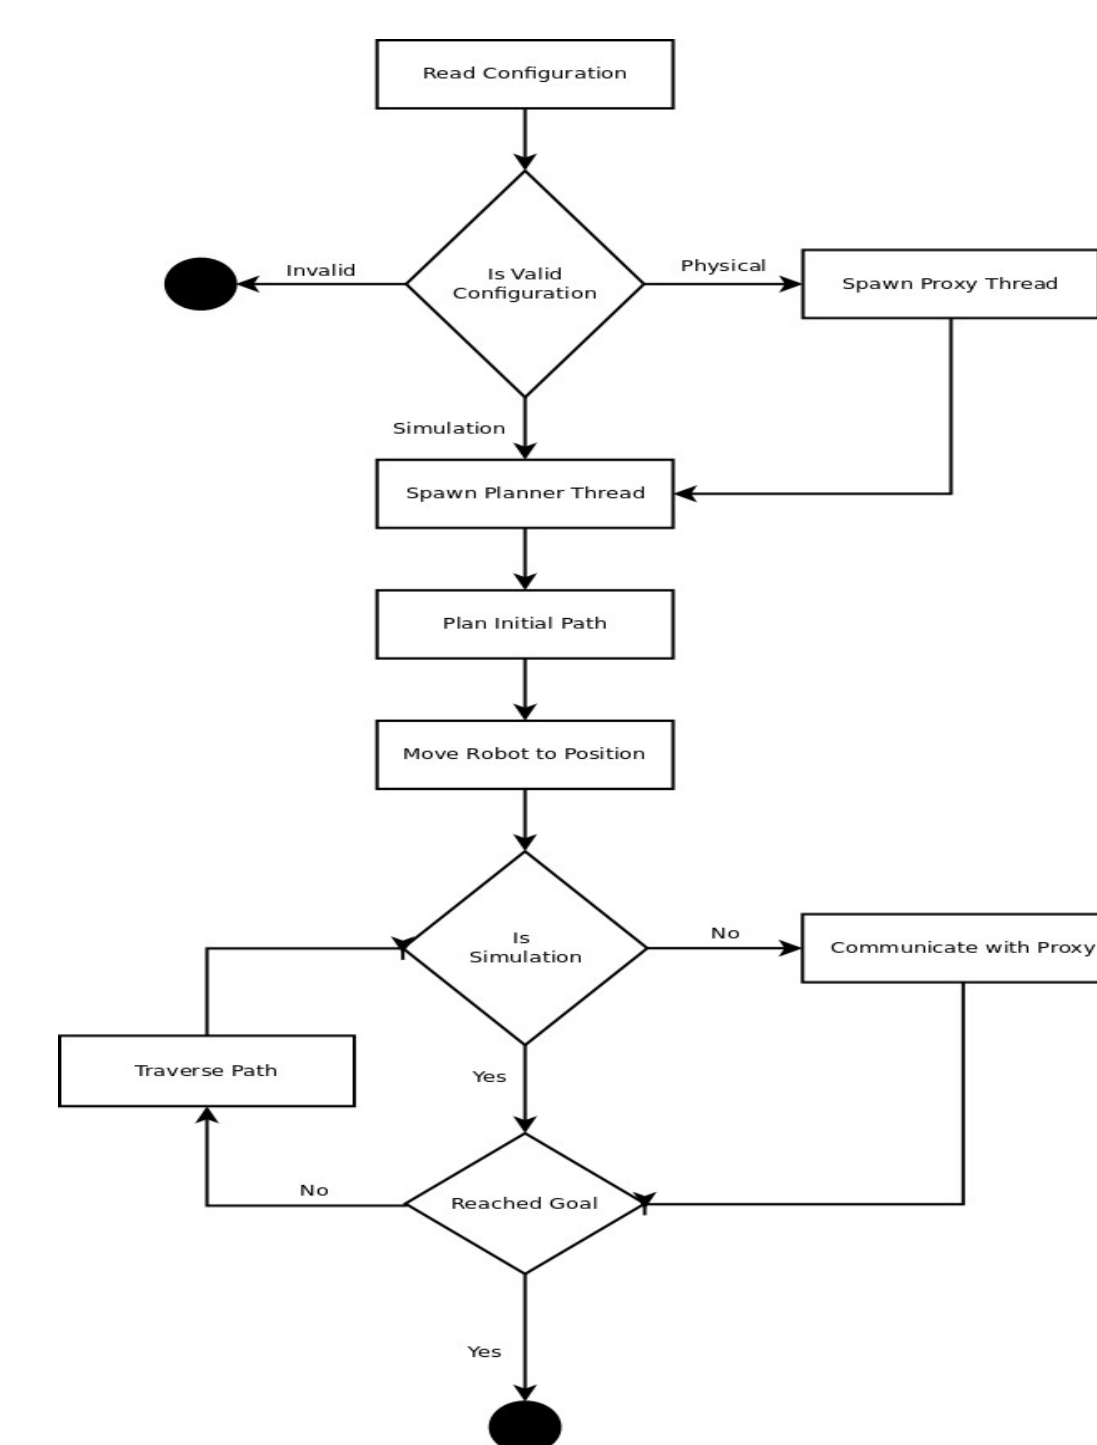 Read Configuration
Invalid
Is Valid
Configuration
Physical
Spawn Proxy Thread
Simulation
Spawn Planner Thread
Plan Initial Path
Move Robot to Position
Is
Simulation
No
Communicate with Proxy
Traverse Path
Yes
No
Reached Goal
Yes